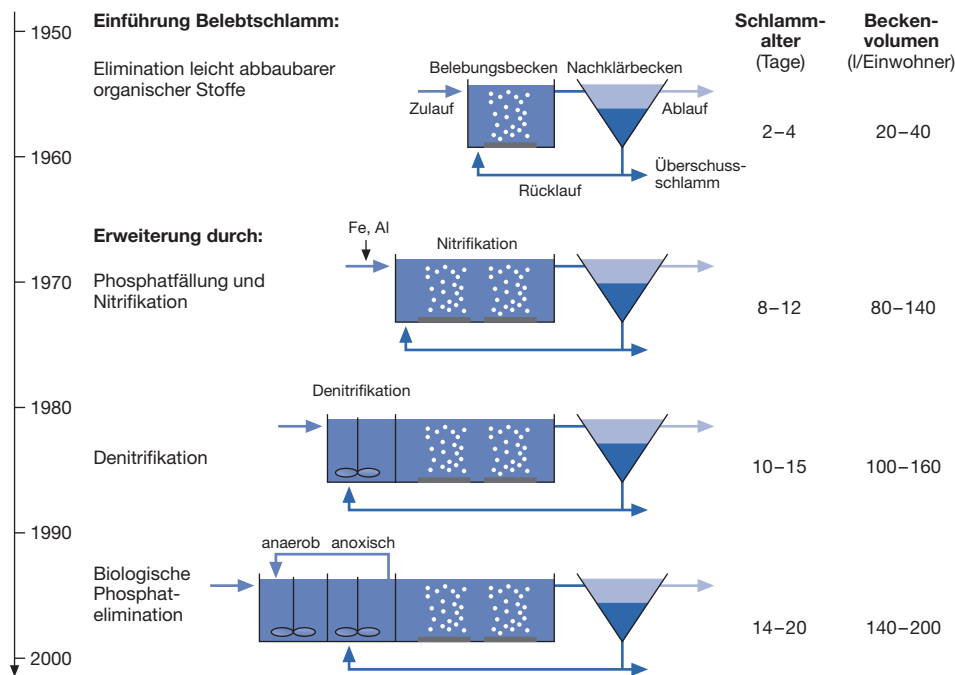 1950
Einführung Belebtschlamm:
Schlamm-
alter
(Tage)
Becken-
volumen
(l/Einwohner)
Elimination leicht abbaubarer
organischer Stoffe
Belebungsbecken
Nachklärbecken
Zulauf
Ablauf
2–4
20–40
1960
Rücklauf
Überschuss-
schlamm
Erweiterung durch:
Fe, Al
Nitrifikation
1970
Phosphatfällung und
Nitrifikation
8–12
80–140
1980
Denitrifikation
Denitrifikation
10–15
100–160
1990
anaerob
anoxisch
Biologische
Phosphat-
elimination
14–20
140–200
2000